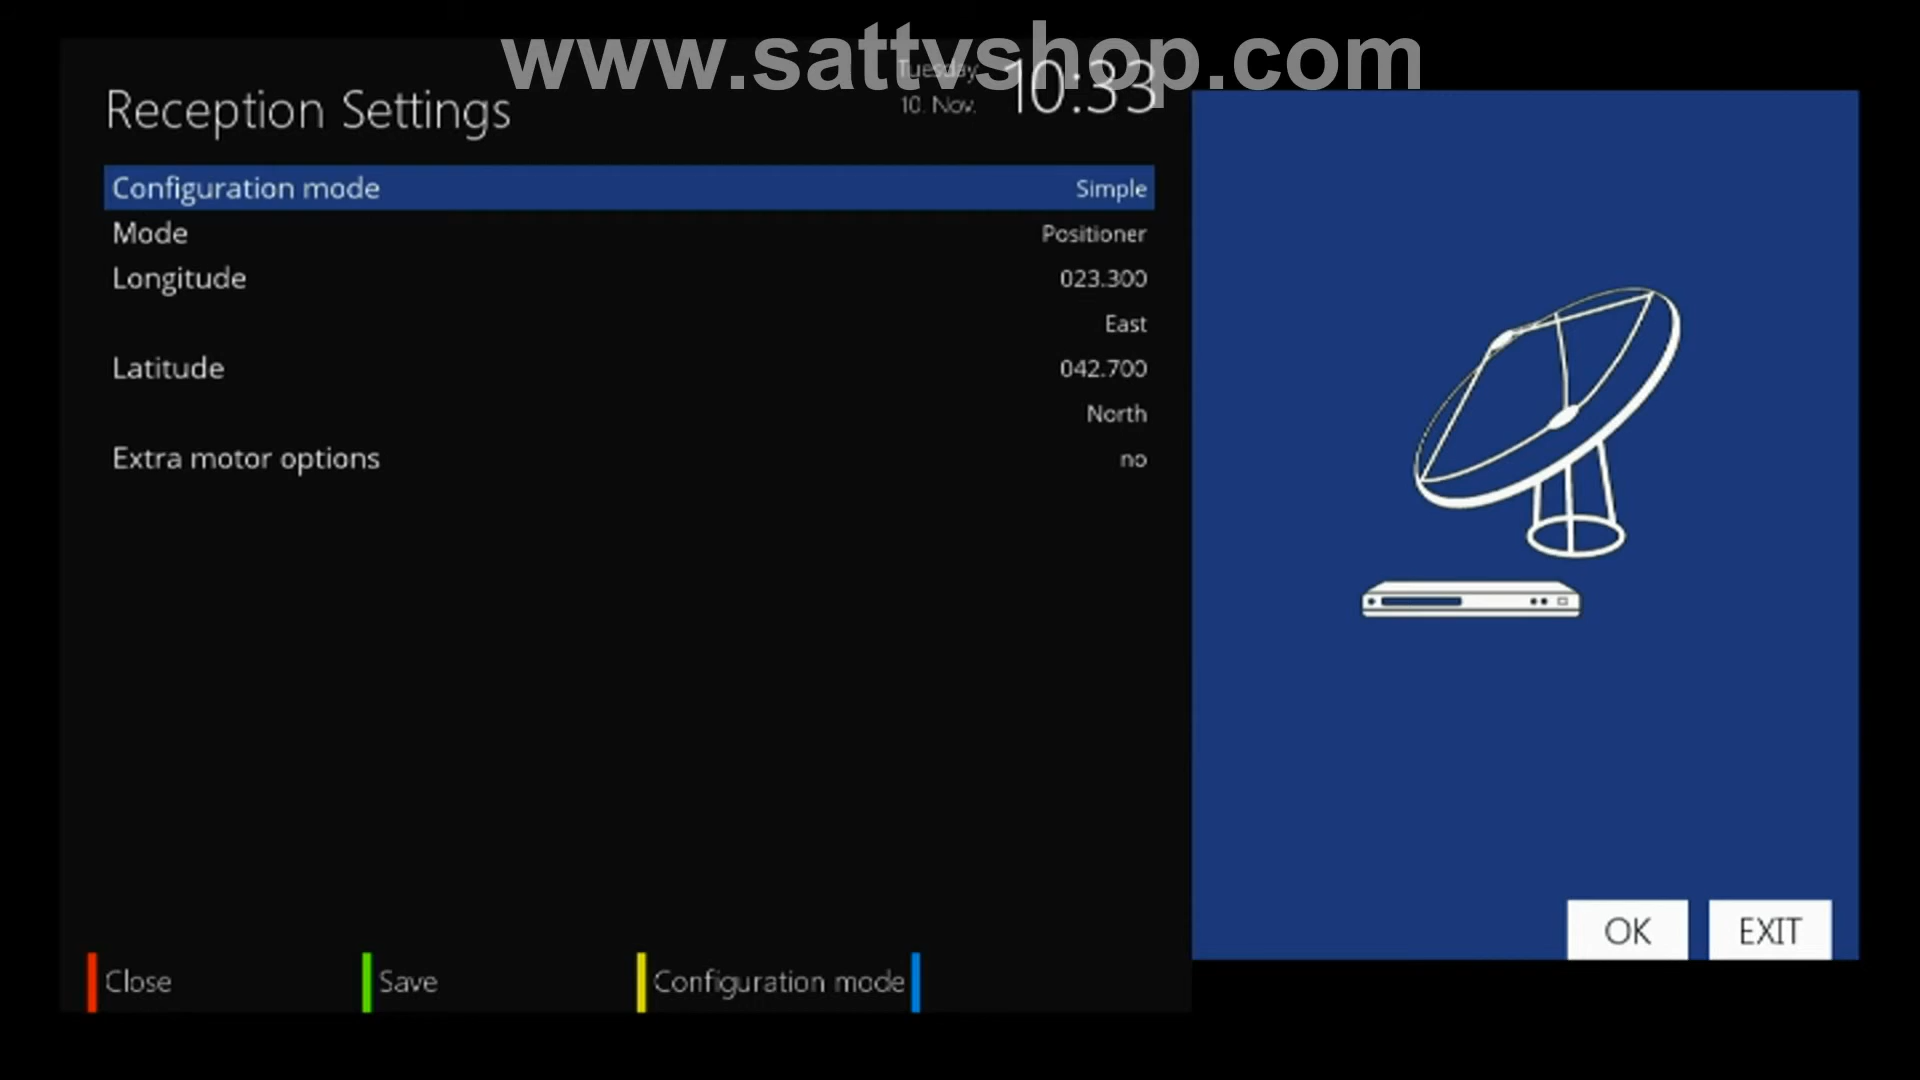 www.sattvshop.com
Tuesday 10:33
10. Nov.
Reception Settings
Configuration mode Simple
Mode Positioner
Longitude 023.300
East
Latitude 042.700
North
Extra motor options no
OK EXIT
Close Save Configuration mode